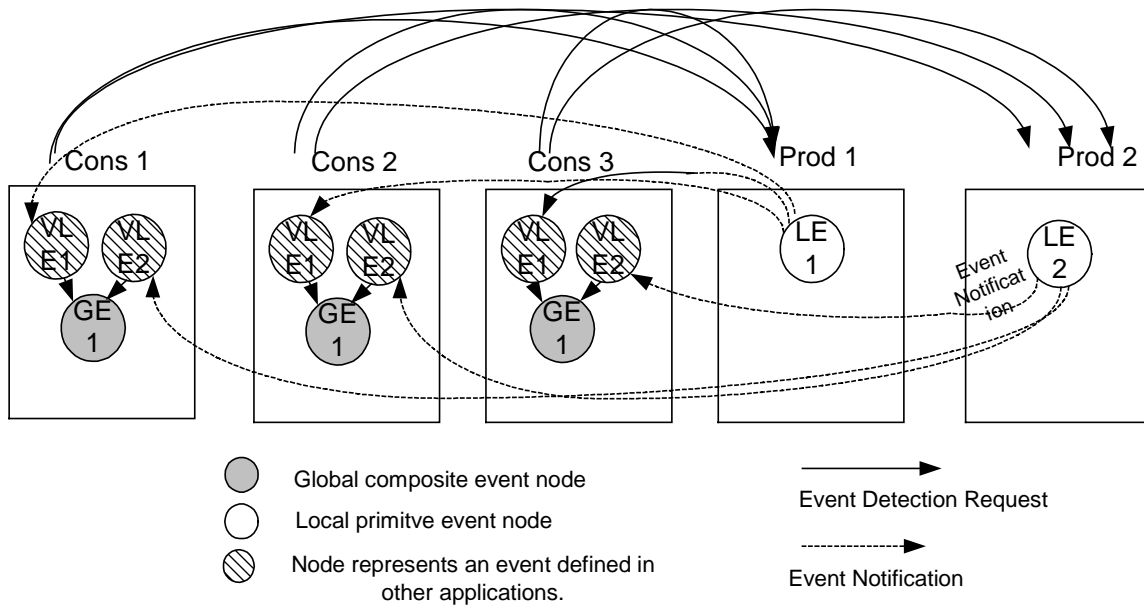 Cons 1
Cons 2
Cons 3
Prod 1
Prod 2
VL
E1
VL
E2
GE
1
VL
E1
VL
E2
GE
1
VL
E1
VL
E2
GE
1
LE
1
LE
2
Event
Notificat
ion
Global composite event node
Local primitve event node
Node represents an event defined in
other applications.
Event Detection Request
Event Notification